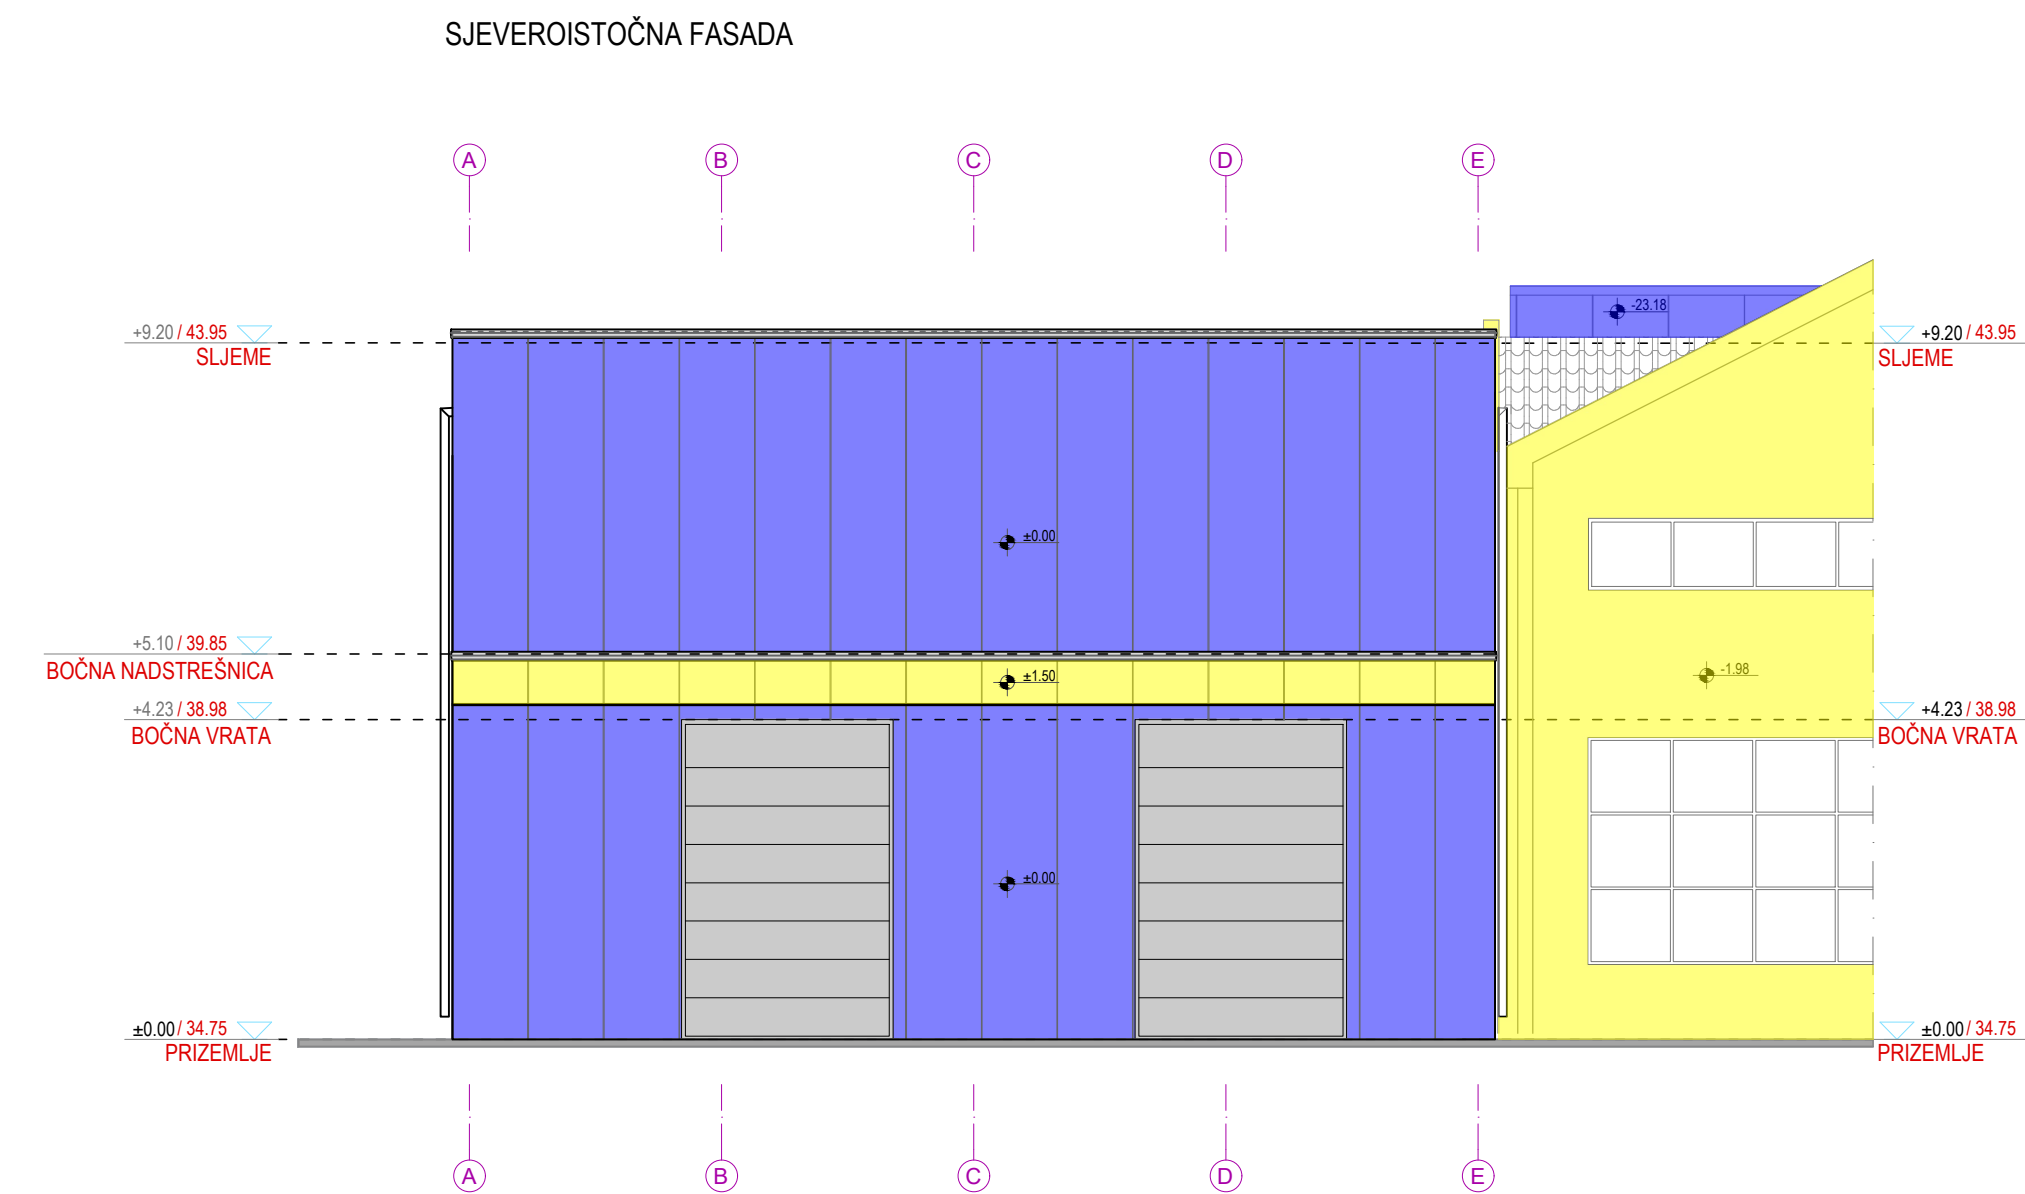 SJEVEROISTOČNA FASADA
A B C D E
-23.18
+9.20 / 43.95
SLJEME
+9.20 / 43.95
SLJEME
±0.00
+5.10 / 39.85
BOČNA NADSTREŠNICA
±1.50
-1.98
+4.23 / 38.98
BOČNA VRATA
+4.23 / 38.98
BOČNA VRATA
±0.00
±0.00 / 34.75
PRIZEMLJE
±0.00 / 34.75
PRIZEMLJE
A B C D E